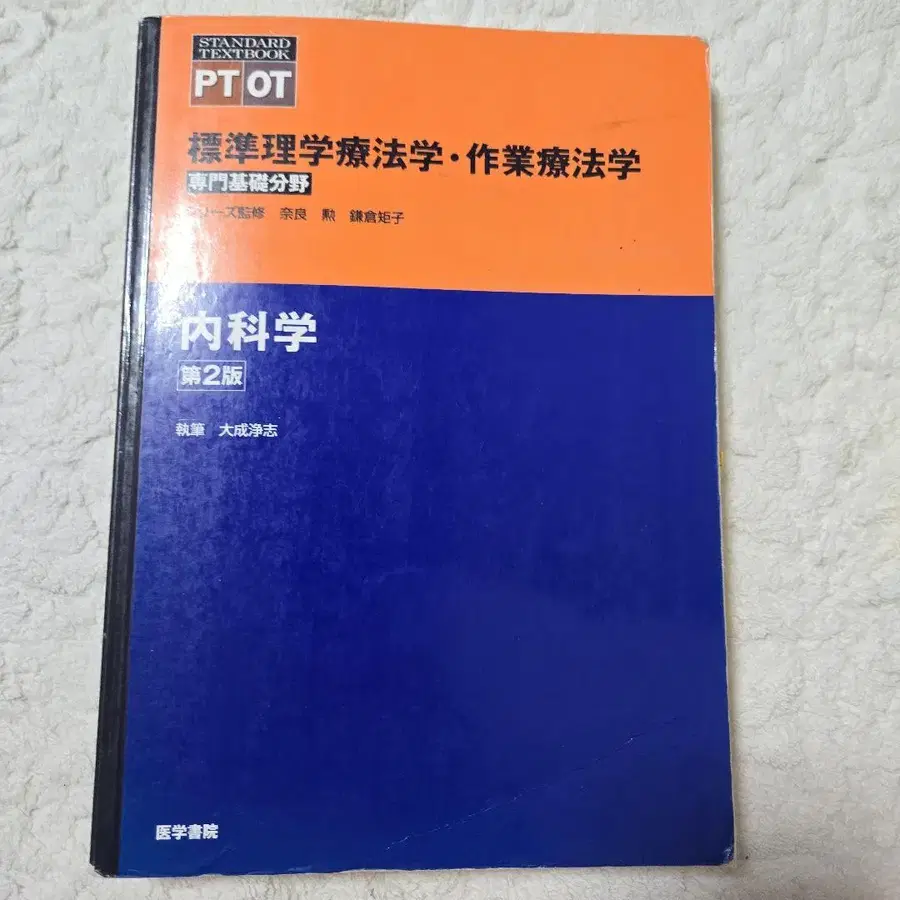 STANDARD
TEXTBOOK
PT OT
標準理学療法学・作業療法学
専門基礎分野
シリーズ監修 奈良 勲 鎌倉矩子
内科学
第2版
執筆 大成浄志
医学書院